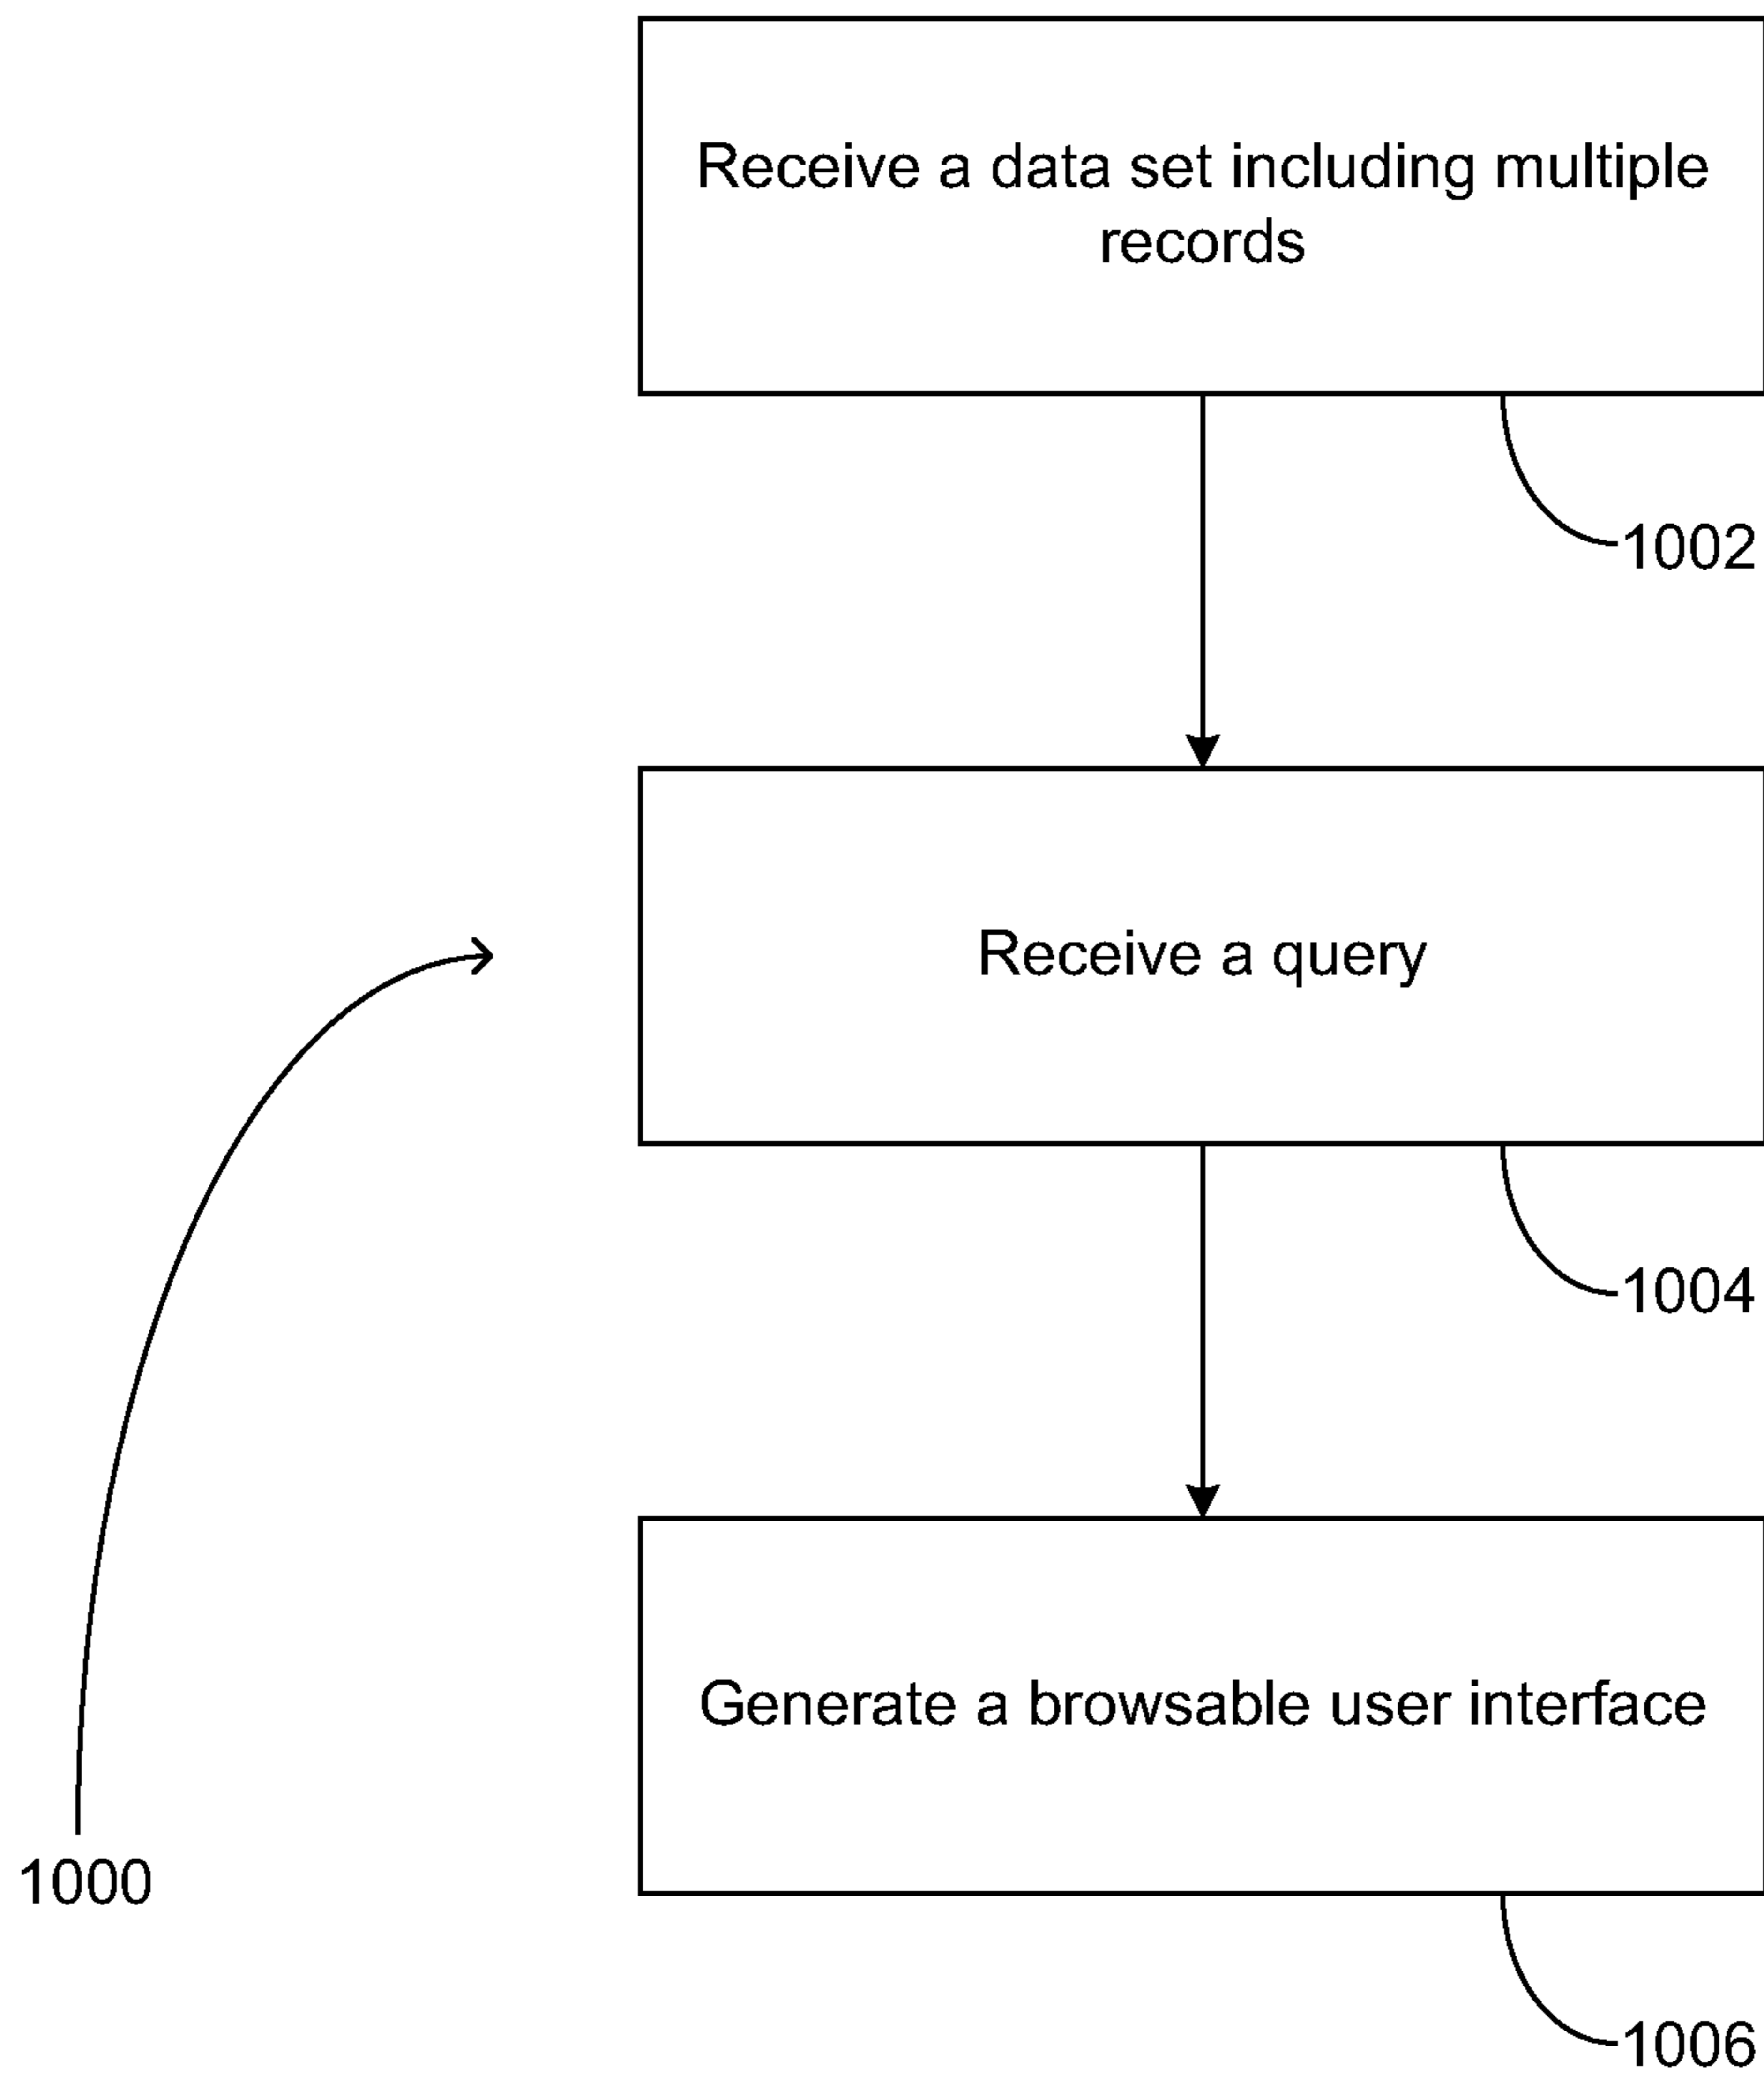 Receive a data set including multiple
records
1002
Receive a query
1004
Generate a browsable user interface
1000
1006